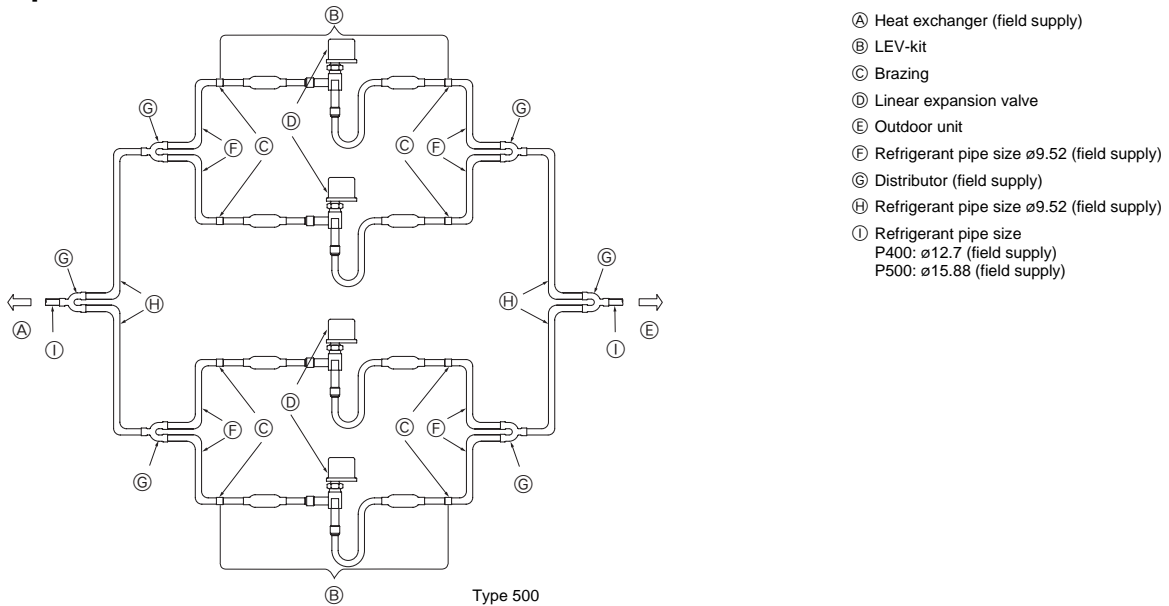 Ⓑ
Ⓖ
Ⓓ
Ⓖ
Ⓕ
Ⓒ
Ⓒ
Ⓕ
Ⓖ
Ⓖ
Ⓗ
Ⓗ
Ⓐ
Ⓘ
Ⓘ
Ⓔ
Ⓓ
Ⓕ
Ⓒ
Ⓒ
Ⓕ
Ⓖ
Ⓖ
Ⓑ
Type 500
Ⓐ Heat exchanger (field supply)
Ⓑ LEV-kit
Ⓒ Brazing
Ⓓ Linear expansion valve
Ⓔ Outdoor unit
Ⓕ Refrigerant pipe size ø9.52 (field supply)
Ⓖ Distributor (field supply)
Ⓗ Refrigerant pipe size ø9.52 (field supply)
Ⓘ Refrigerant pipe size
P400: ø12.7 (field supply)
P500: ø15.88 (field supply)